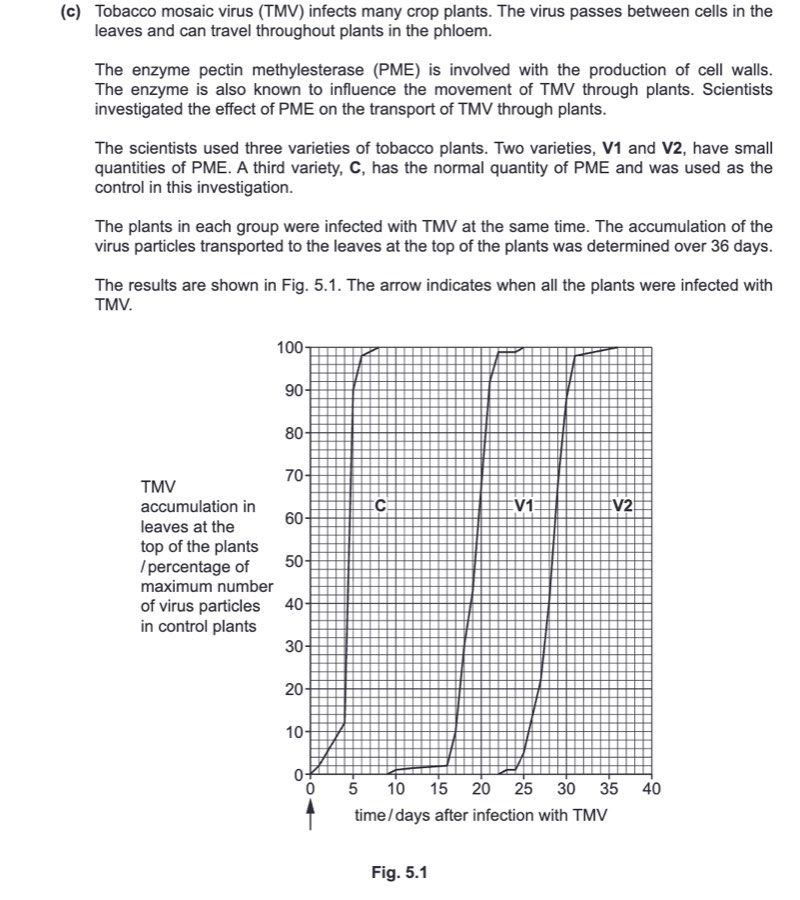 (c) Tobacco mosaic virus (TMV) infects many crop plants. The virus passes between cells in the
leaves and can travel throughout plants in the phloem.
The enzyme pectin methylesterase (PME) is involved with the production of cell walls.
The enzyme is also known to influence the movement of TMV through plants. Scientists
investigated the effect of PME on the transport of TMV through plants.
The scientists used three varieties of tobacco plants. Two varieties, V1 and V2, have small
quantities of PME. A third variety, C, has the normal quantity of PME and was used as the
control in this investigation.
The plants in each group were infected with TMV at the same time. The accumulation of the
virus particles transported to the leaves at the top of the plants was determined over 36 days.
The results are shown in Fig. 5.1. The arrow indicates when all the plants were infected with
TMV.
100
90
80
70
60
50
40
30
20
10
0
TMV
accumulation in
leaves at the
top of the plants
/ percentage of
maximum number
of virus particles
in control plants
C
V1
V2
0 5 10 15 20 25 30 35 40
time / days after infection with TMV
Fig. 5.1